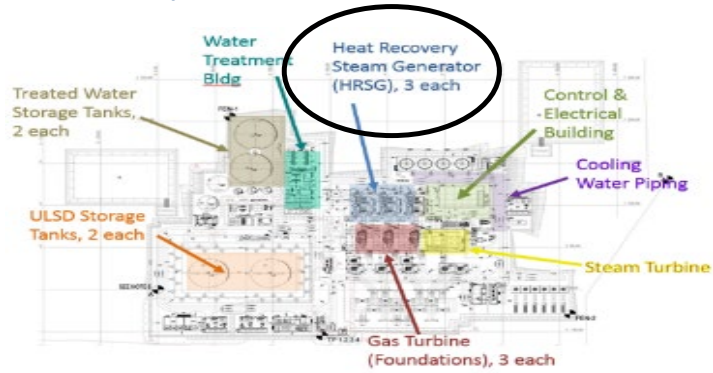 Water
Treatment
Bldg
Heat Recovery
Steam Generator
(HRSG), 3 each
Treated Water
Storage Tanks,
2 each
Control &
Electrical
Building
Cooling
Water Piping
ULSD Storage
Tanks, 2 each
Steam Turbine
Gas Turbine
(Foundations), 3 each